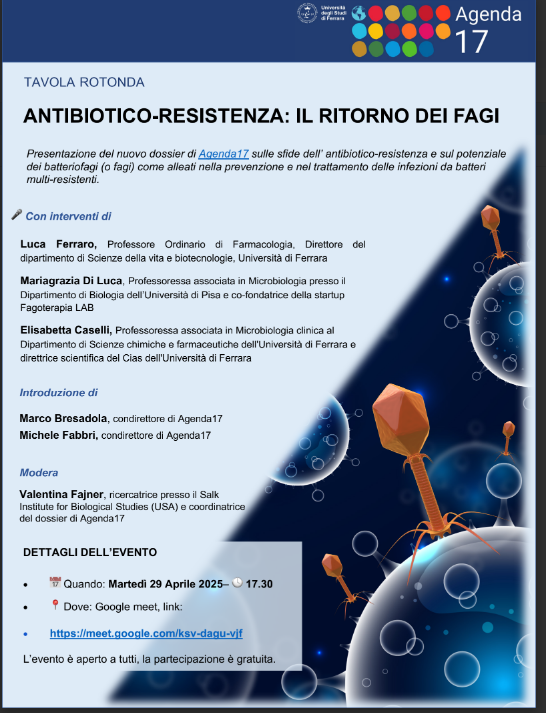 Università
degli Studi
di Ferrara
Agenda
17
TAVOLA ROTONDA
ANTIBIOTICO-RESISTENZA: IL RITORNO DEI FAGI
Presentazione del nuovo dossier di Agenda17 sulle sfide dell' antibiotico-resistenza e sul potenziale
dei batteriofagi (o fagi) come alleati nella prevenzione e nel trattamento delle infezioni da batteri
multi-resistenti.
Con interventi di
Luca Ferraro, Professore Ordinario di Farmacologia, Direttore del
dipartimento di Scienze della vita e biotecnologie, Università di Ferrara
Mariagrazia Di Luca, Professoressa associata in Microbiologia presso il
Dipartimento di Biologia dell'Università di Pisa e co-fondatrice della startup
Fagoterapia LAB
Elisabetta Caselli, Professoressa associata in Microbiologia clinica al
Dipartimento di Scienze chimiche e farmaceutiche dell'Università di Ferrara e
direttrice scientifica del Cias dell'Università di Ferrara
Introduzione di
Marco Bresadola, condirettore di Agenda17
Michele Fabbri, condirettore di Agenda17
Modera
Valentina Fajner, ricercatrice presso il Salk
Institute for Biological Studies (USA) e coordinatrice
del dossier di Agenda17
DETTAGLI DELL'EVENTO
• Quando: Martedì 29 Aprile 2025– 17.30
• Dove: Google meet, link:
• https://meet.google.com/ksv-dagu-vjf
L'evento è aperto a tutti, la partecipazione è gratuita.